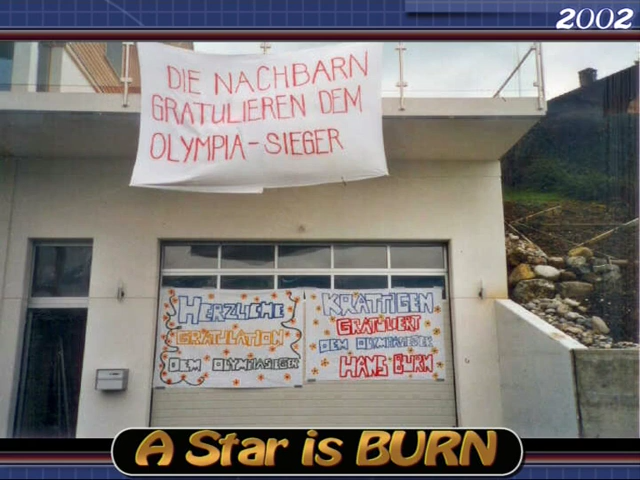 2002
DIE NACHBARN
GRATULIEREN DEM
OLYMPIA-SIEGER
HERZLICHE
GRATULATION
DEM OLYMPIASIEGER
KRATTIGEN
GRATULIERT
DEM OLYMPIASIEGER
HANS BURN
A Star is BURN